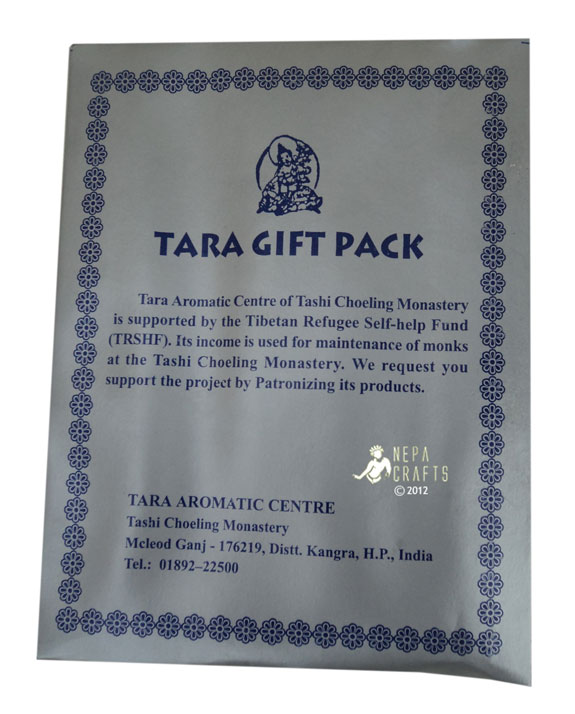 TARA GIFT PACK
Tara Aromatic Centre of Tashi Choeling Monastery
is supported by the Tibetan Refugee Self-help Fund
(TRSHF). Its income is used for maintenance of monks
at the Tashi Choeling Monastery. We request you
support the project by Patronizing its products.
NEPA
CRAFTS
© 2012
TARA AROMATIC CENTRE
Tashi Choeling Monastery
Mcleod Ganj - 176219, Distt. Kangra, H.P., India
Tel.: 01892–22500